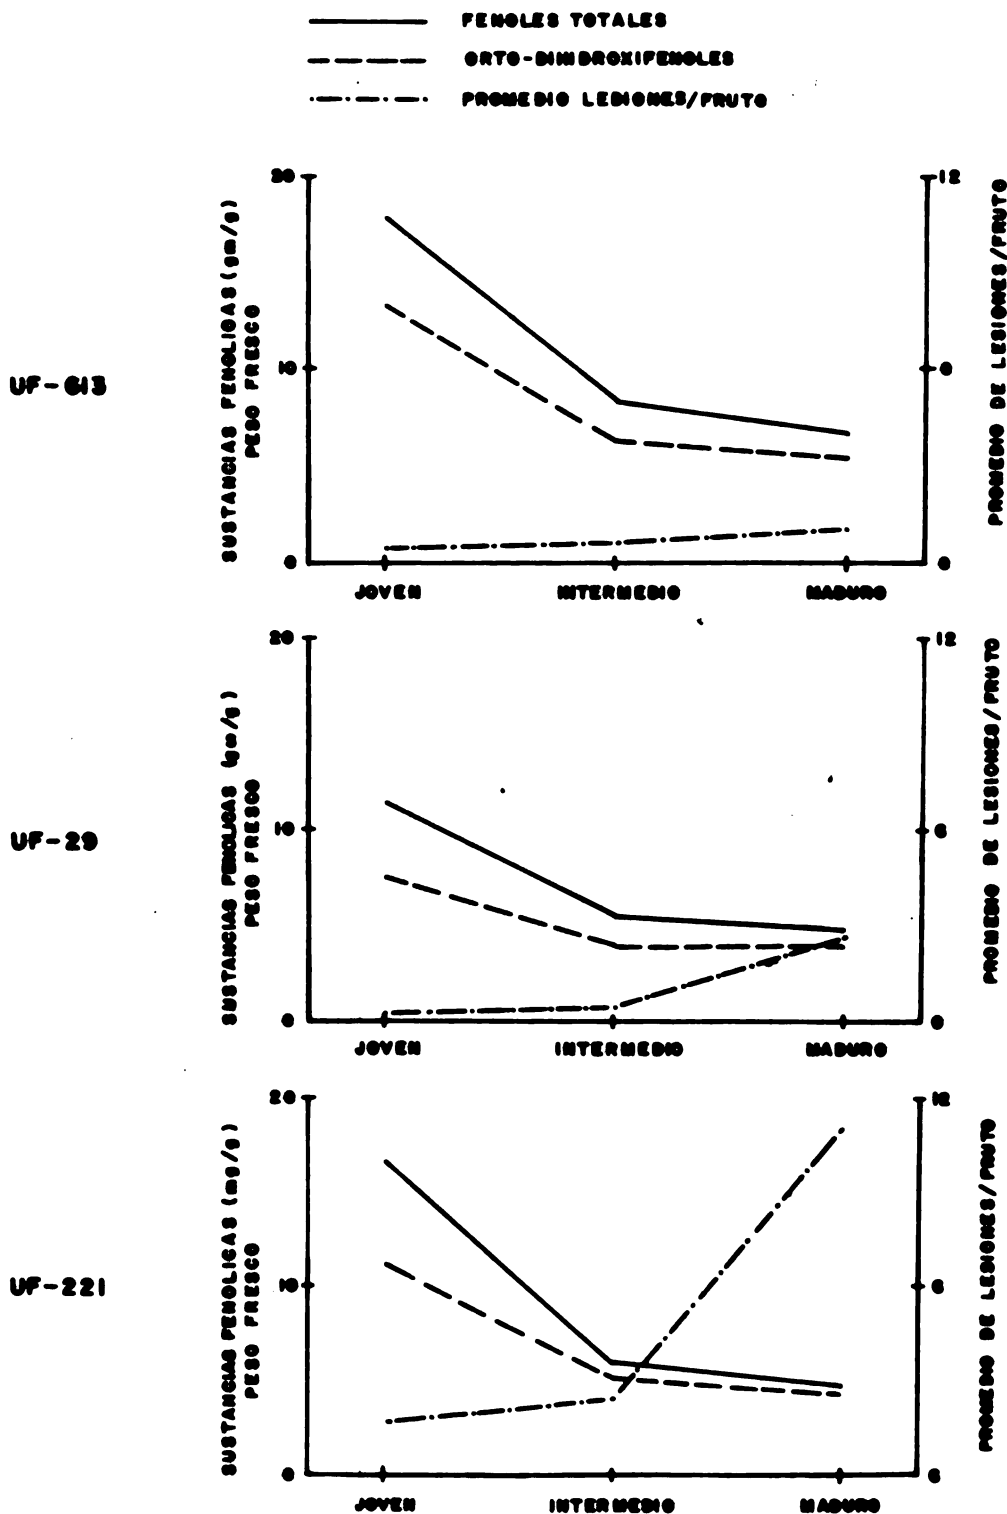 FENOLES TOTALES
ORTO-DIHIDROXIFENOLES
PROMEDIO LESIONES/FRUTO
UF-613
SUSTANCIAS FENOLICAS (gm/g)
PESO FRESCO
20
10
0
12
6
0
PROMEDIO DE LESIONES/FRUTO
JOVEN INTERMEDIO MADURO
UF-29
SUSTANCIAS FENOLICAS (gm/g)
PESO FRESCO
20
10
0
12
6
0
PROMEDIO DE LESIONES/FRUTO
JOVEN INTERMEDIO MADURO
UF-221
SUSTANCIAS FENOLICAS (mg/g)
PESO FRESCO
20
10
0
12
6
PROMEDIO DE LESIONES/FRUTO
JOVEN INTERMEDIO MADURO